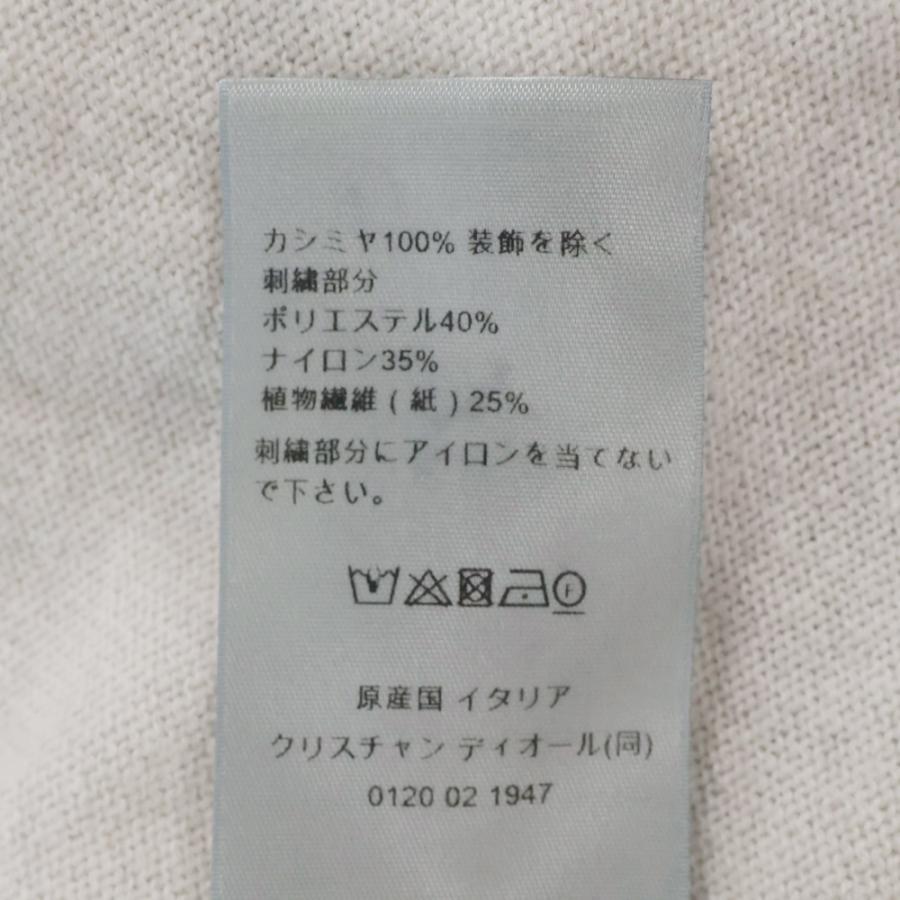 カシミヤ100% 装飾を除く
刺繍部分
ポリエステル40%
ナイロン35%
植物繊維 ( 紙 ) 25%
刺繍部分にアイロンを当てない
で下さい。
F
原産国 イタリア
クリスチャン ディオール(同)
0120 02 1947